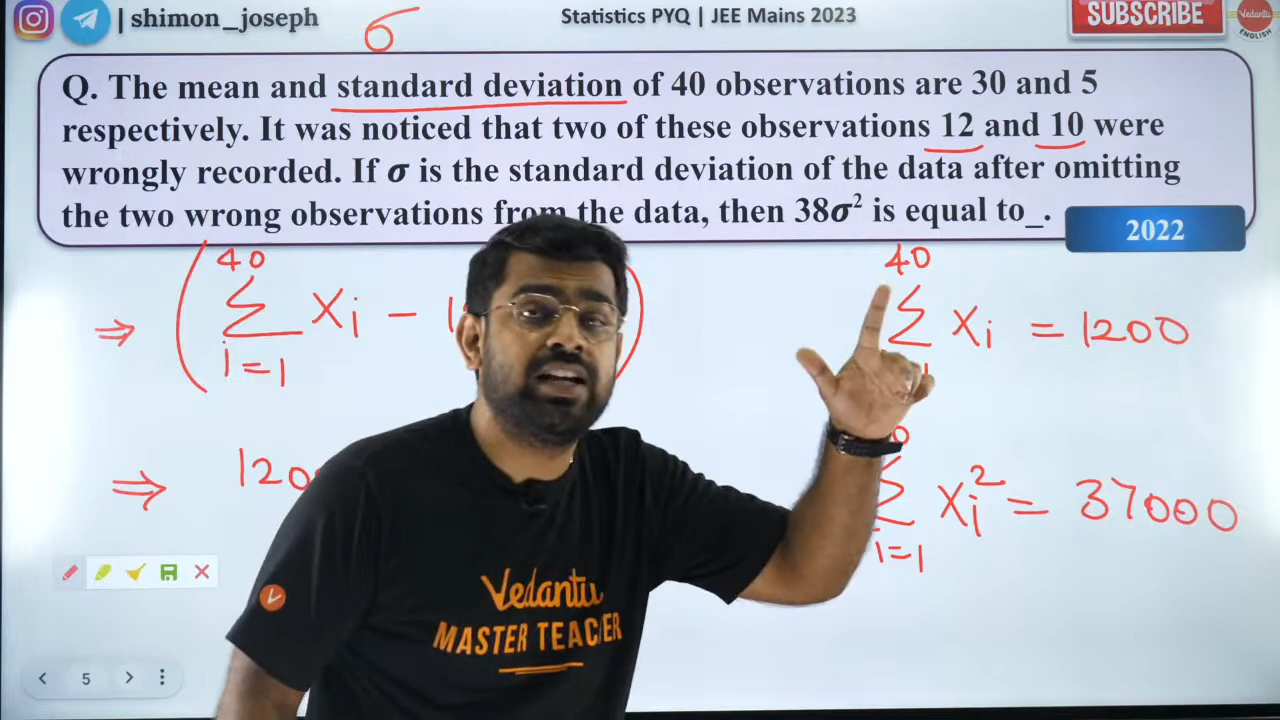 | shimon_joseph
Statistics PYQ | JEE Mains 2023
SUBSCRIBE
Vedantu
ENGLISH
σ
Q. The mean and standard deviation of 40 observations are 30 and 5
respectively. It was noticed that two of these observations 12 and 10 were
wrongly recorded. If σ is the standard deviation of the data after omitting
the two wrong observations from the data, then 38σ² is equal to_.
2022
⇒ ( 40 Σ i=1 Xi −
40 Σ Xi = 1200
⇒ 120
Σ i=1 Xi² = 37000
Vedantu
MASTER TEACHER
5